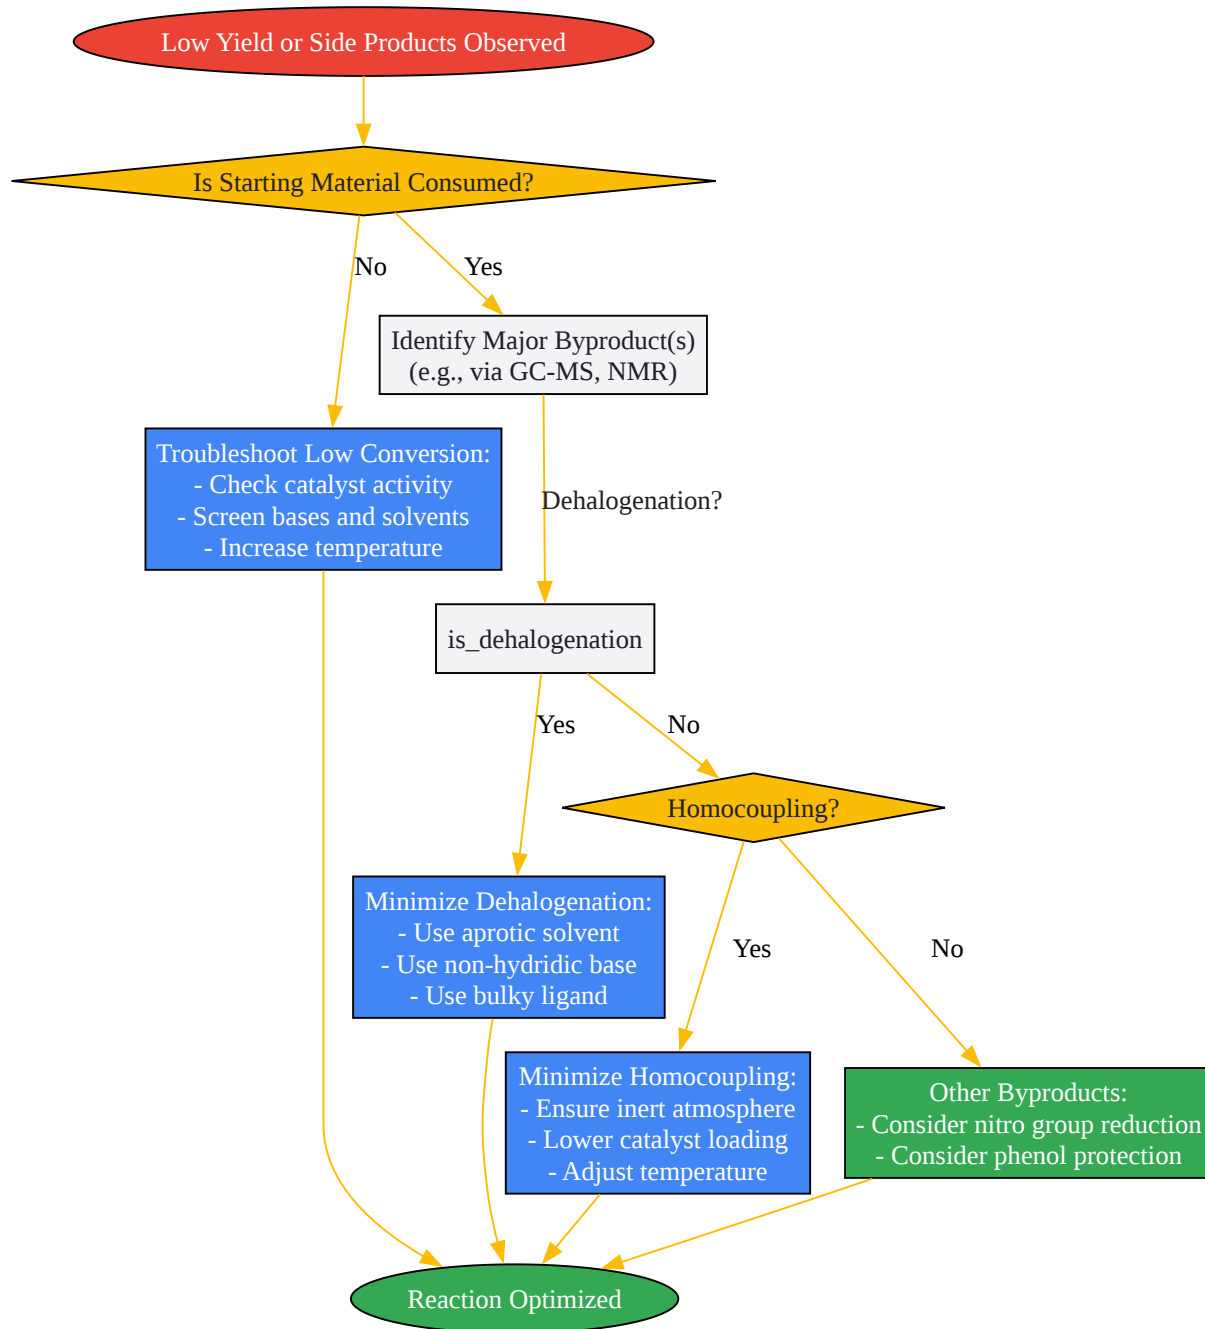 Low Yield or Side Products Observed
Is Starting Material Consumed?
No
Yes
Identify Major Byproduct(s)
(e.g., via GC-MS, NMR)
Troubleshoot Low Conversion:
- Check catalyst activity
- Screen bases and solvents
- Increase temperature
Dehalogenation?
is_dehalogenation
Yes
No
Homocoupling?
Minimize Dehalogenation:
- Use aprotic solvent
- Use non-hydridic base
- Use bulky ligand
Yes
No
Minimize Homocoupling:
- Ensure inert atmosphere
- Lower catalyst loading
- Adjust temperature
Other Byproducts:
- Consider nitro group reduction
- Consider phenol protection
Reaction Optimized